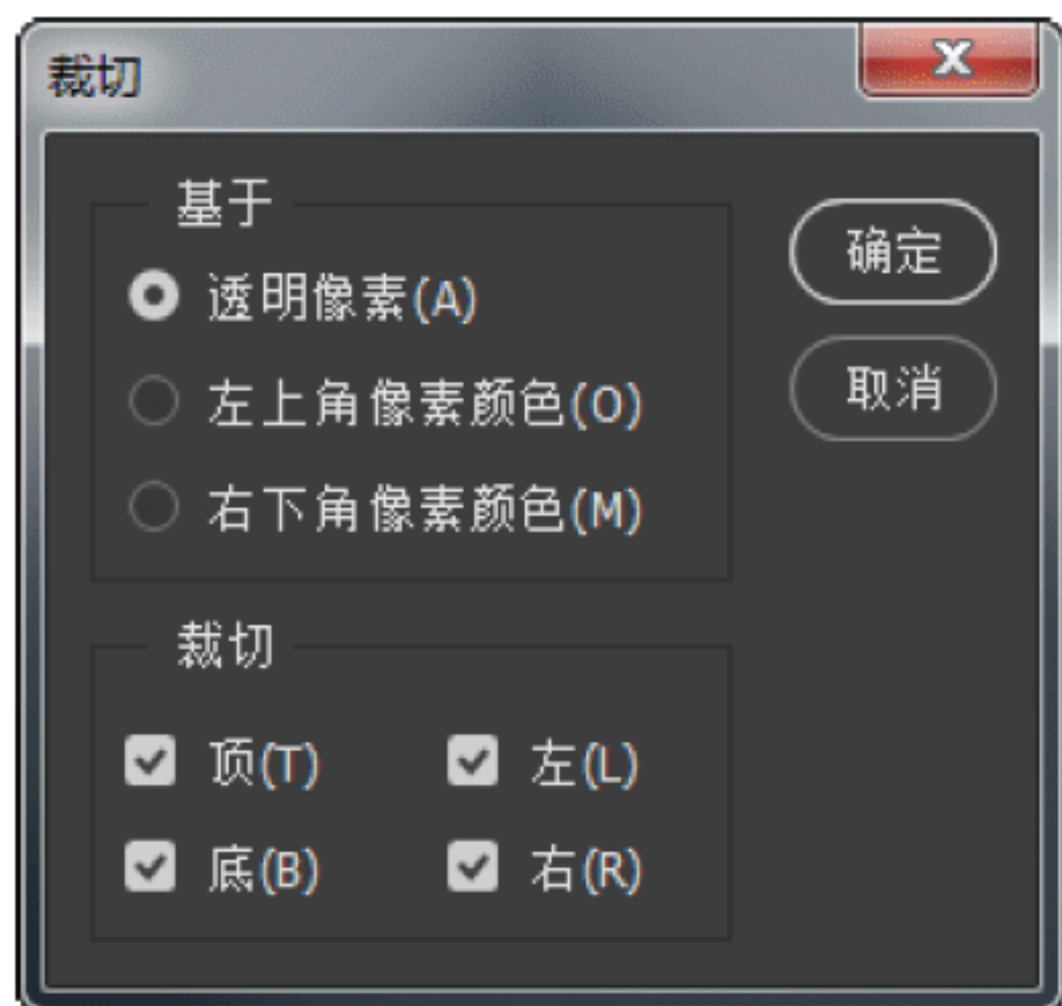 裁切
基于
透明像素(A)
左上角像素颜色(O)
右下角像素颜色(M)
确定
取消
裁切
顶(T) 左(L)
底(B) 右(R)